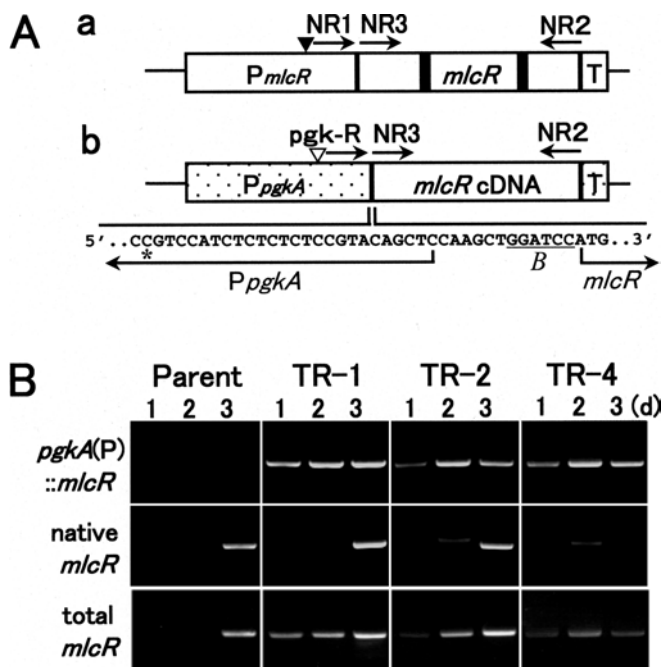 A
a
NR1 NR3 NR2
PmlcR mlcR T
b
pgk-R NR3 NR2
PpgkA mlcR cDNA T
5′..CCGTCCATCTCTCTCTCCGTACAGCTCCAAGCTGGATCCATG..3′
* B
PpgkA mlcR
B
Parent TR-1 TR-2 TR-4
1 2 3 1 2 3 1 2 3 1 2 3 (d)
pgkA(P)
::mlcR
native
mlcR
total
mlcR